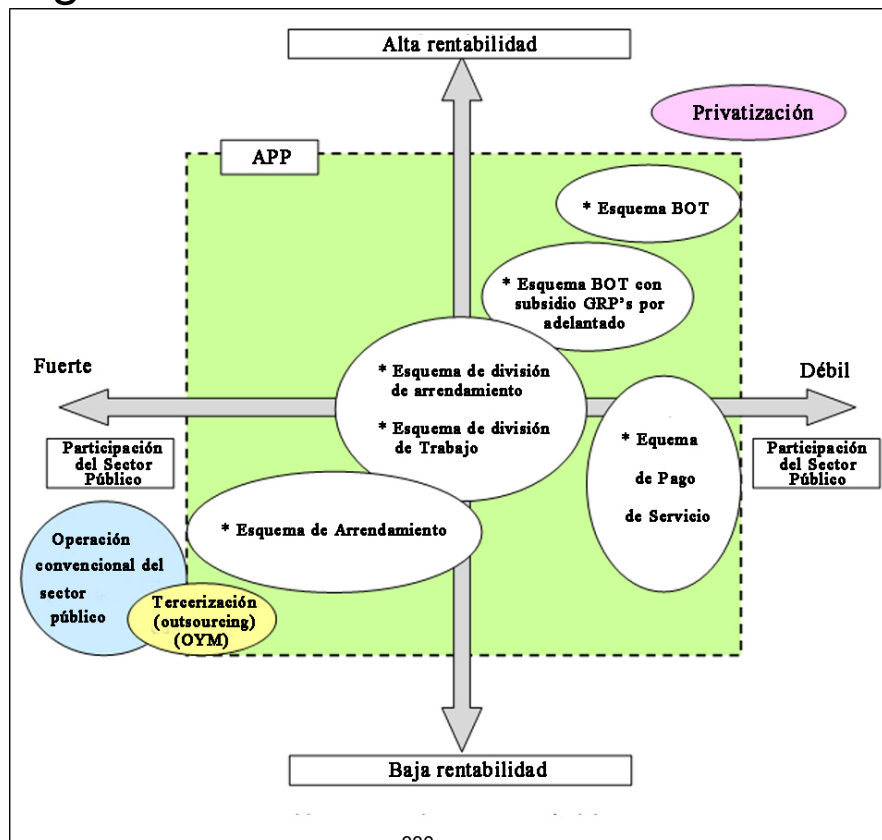 Alta rentabilidad
Privatización
APP
* Esquema BOT
* Esquema BOT con
subsidio GRP's por
adelantado
Fuerte
Débil
* Esquema de división
de arrendamiento
* Esquema de división
de Trabajo
* Equema
de Pago
de Servicio
Participación
del Sector
Público
Participación
del Sector
Público
* Esquema de Arrendamiento
Operación
convencional del
sector
público
Tercerización
(outsourcing)
(OYM)
Baja rentabilidad